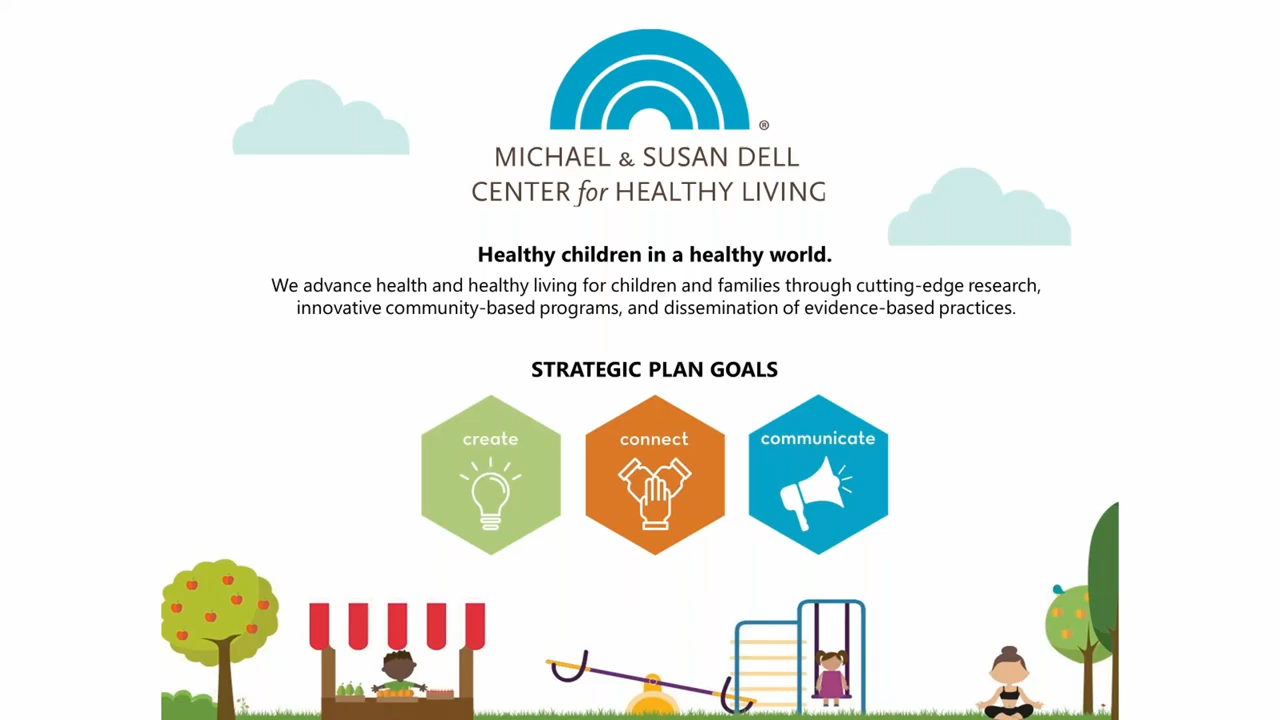 ®
MICHAEL & SUSAN DELL
CENTER for HEALTHY LIVING
Healthy children in a healthy world.
We advance health and healthy living for children and families through cutting-edge research,
innovative community-based programs, and dissemination of evidence-based practices.
STRATEGIC PLAN GOALS
create
connect
communicate